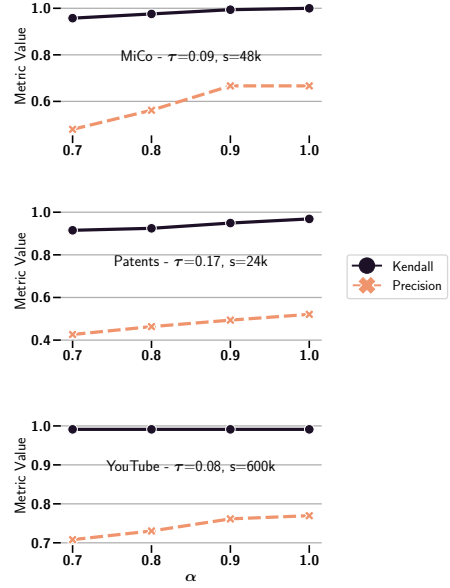 Metric Value
1.0
0.6
MiCo - τ=0.09, s=48k
0.7 0.8 0.9 1.0
Metric Value
1.0
0.8
0.6
0.4
Patents - τ=0.17, s=24k
0.7 0.8 0.9 1.0
Kendall
Precision
Metric Value
1.0
0.9
0.8
0.7
YouTube - τ=0.08, s=600k
0.7 0.8 0.9 1.0
α